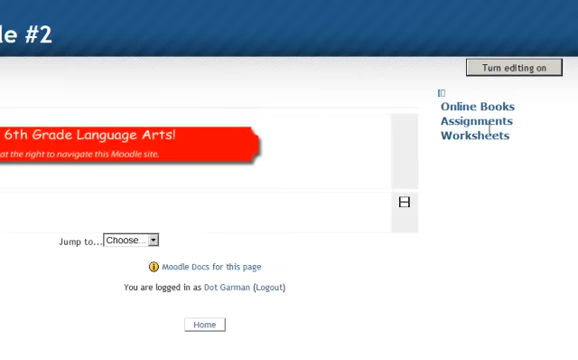 le #2
Turn editing on
Online Books
Assignments
Worksheets
6th Grade Language Arts!
at the right to navigate this Moodle site.
Jump to... Choose...
Moodle Docs for this page
You are logged in as Dot Garman (Logout)
Home